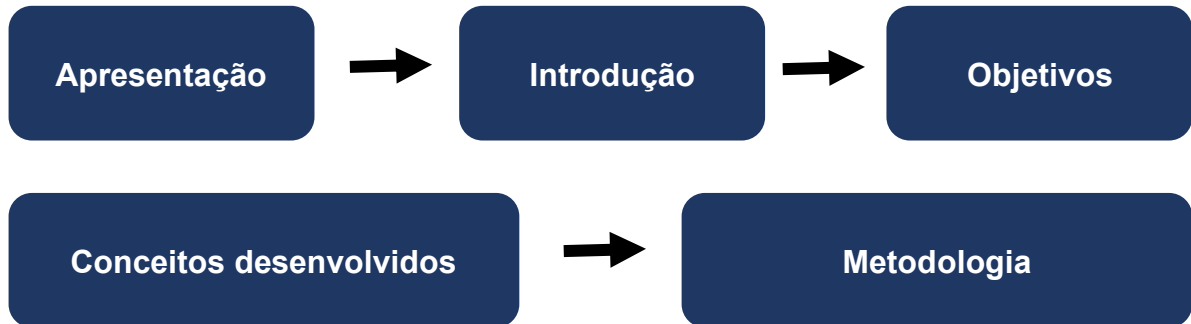 Apresentação
Introdução
Objetivos
Conceitos desenvolvidos
Metodologia